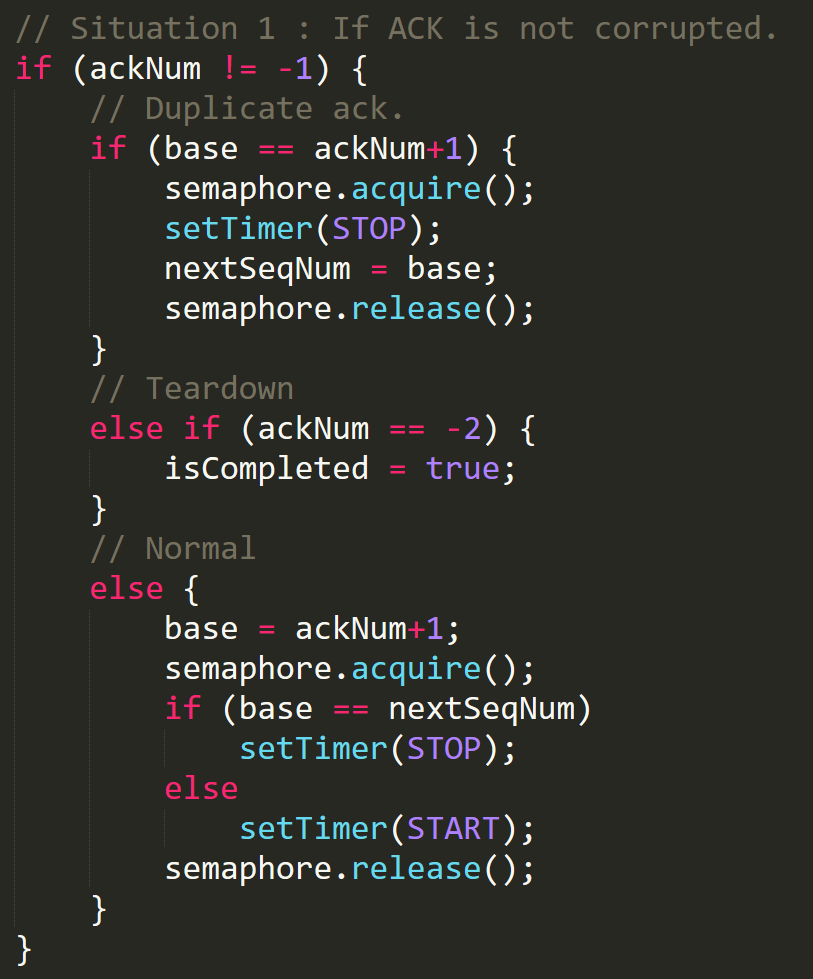 // Situation 1 : If ACK is not corrupted.
if (ackNum != -1) {
    // Duplicate ack.
    if (base == ackNum+1) {
        semaphore.acquire();
        setTimer(STOP);
        nextSeqNum = base;
        semaphore.release();
    }
    // Teardown
    else if (ackNum == -2) {
        isCompleted = true;
    }
    // Normal
    else {
        base = ackNum+1;
        semaphore.acquire();
        if (base == nextSeqNum)
            setTimer(STOP);
        else
            setTimer(START);
        semaphore.release();
    }
}